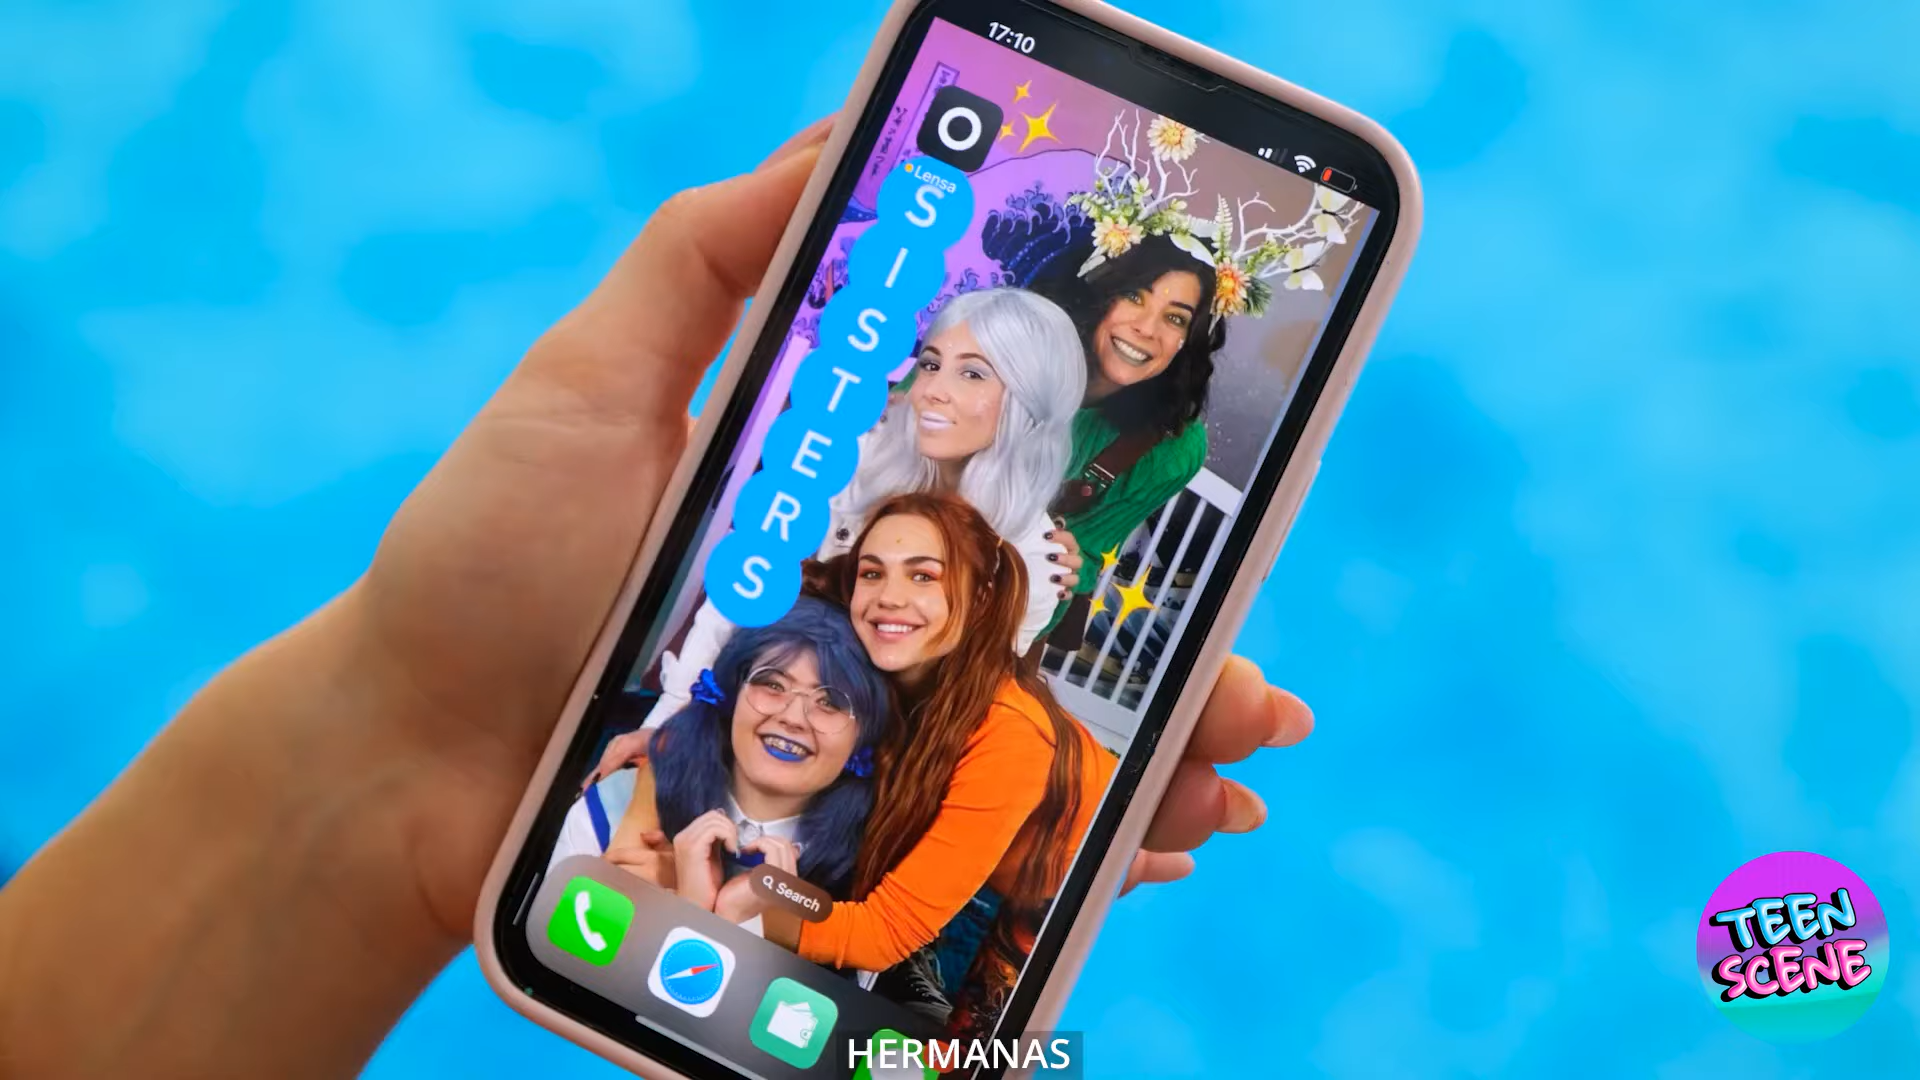 17:10
Lensa
SISTERS
Search
TEEN
SCENE
HERMANAS